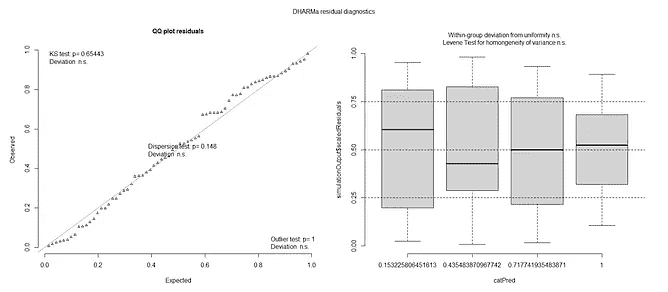 DHARMa residual diagnostics
QQ plot residuals
KS test: p= 0.65443
Deviation n.s.
Dispersion test: p= 0.148
Deviation n.s.
Outlier test: p= 1
Deviation n.s.
Observed
1.0
0.8
0.6
0.4
0.2
0.0
0.0 0.2 0.4 0.6 0.8 1.0
Expected
Within-group deviation from uniformity n.s.
Levene Test for homogeneity of variance n.s.
simulationOutput$scaledResiduals
1.00
0.75
0.50
0.25
0.00
0.153225806451613 0.435483870967742 0.717741935483871 1
catPred